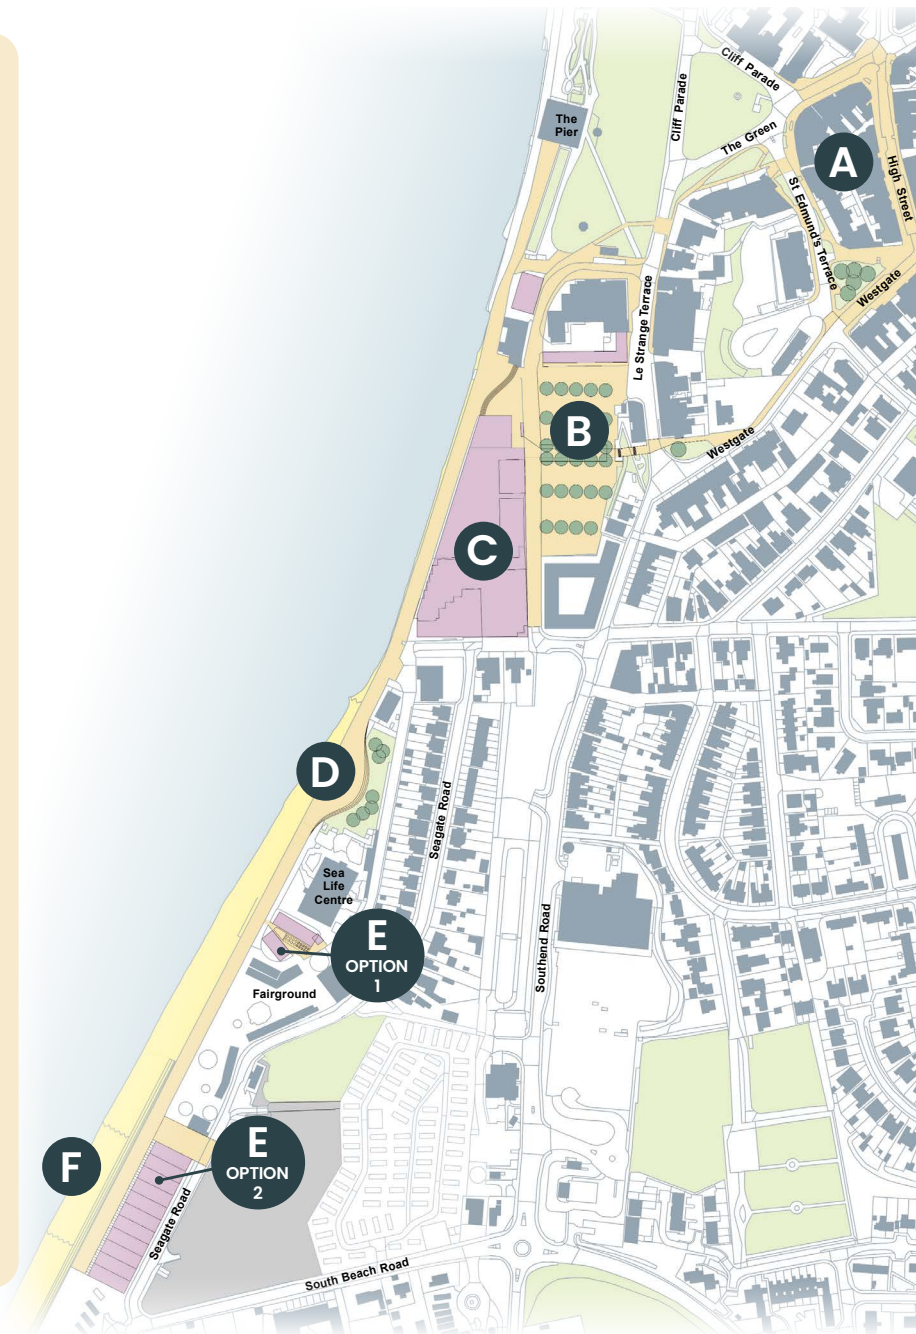 Cliff Parade
The
Pier
Cliff Parade
The Green
A
High Street
St Edmund's Terrace
Westgate
Le Strange Terrace
B
Westgate
C
D
Seagate Road
Sea
Life
Centre
E
OPTION
1
Southend Road
Fairground
E
OPTION
2
F
Seagate Road
South Beach Road